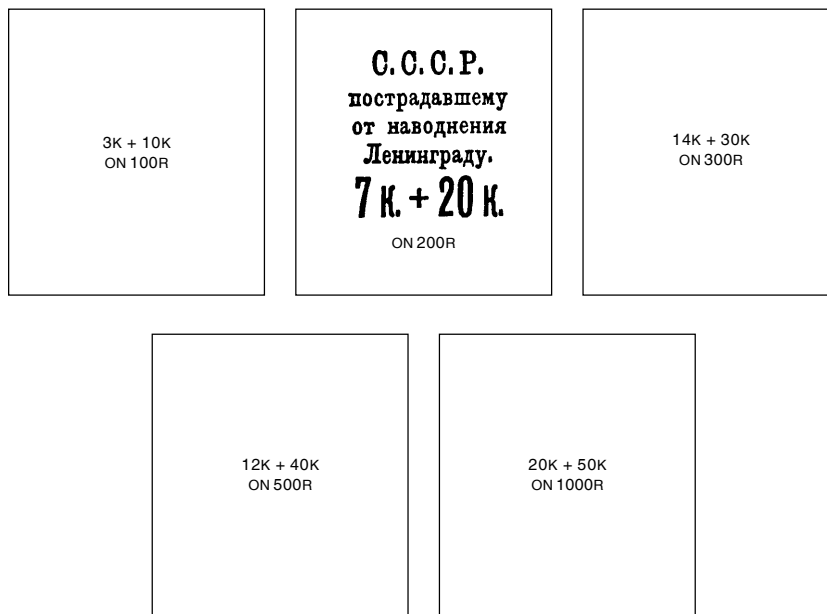 3K + 10K
ON 100R
С.С.С.Р.
пострадавшему
от наводнения
Ленинграду.
7 к. + 20 к.
ON 200R
14K + 30K
ON 300R
12K + 40K
ON 500R
20K + 50K
ON 1000R